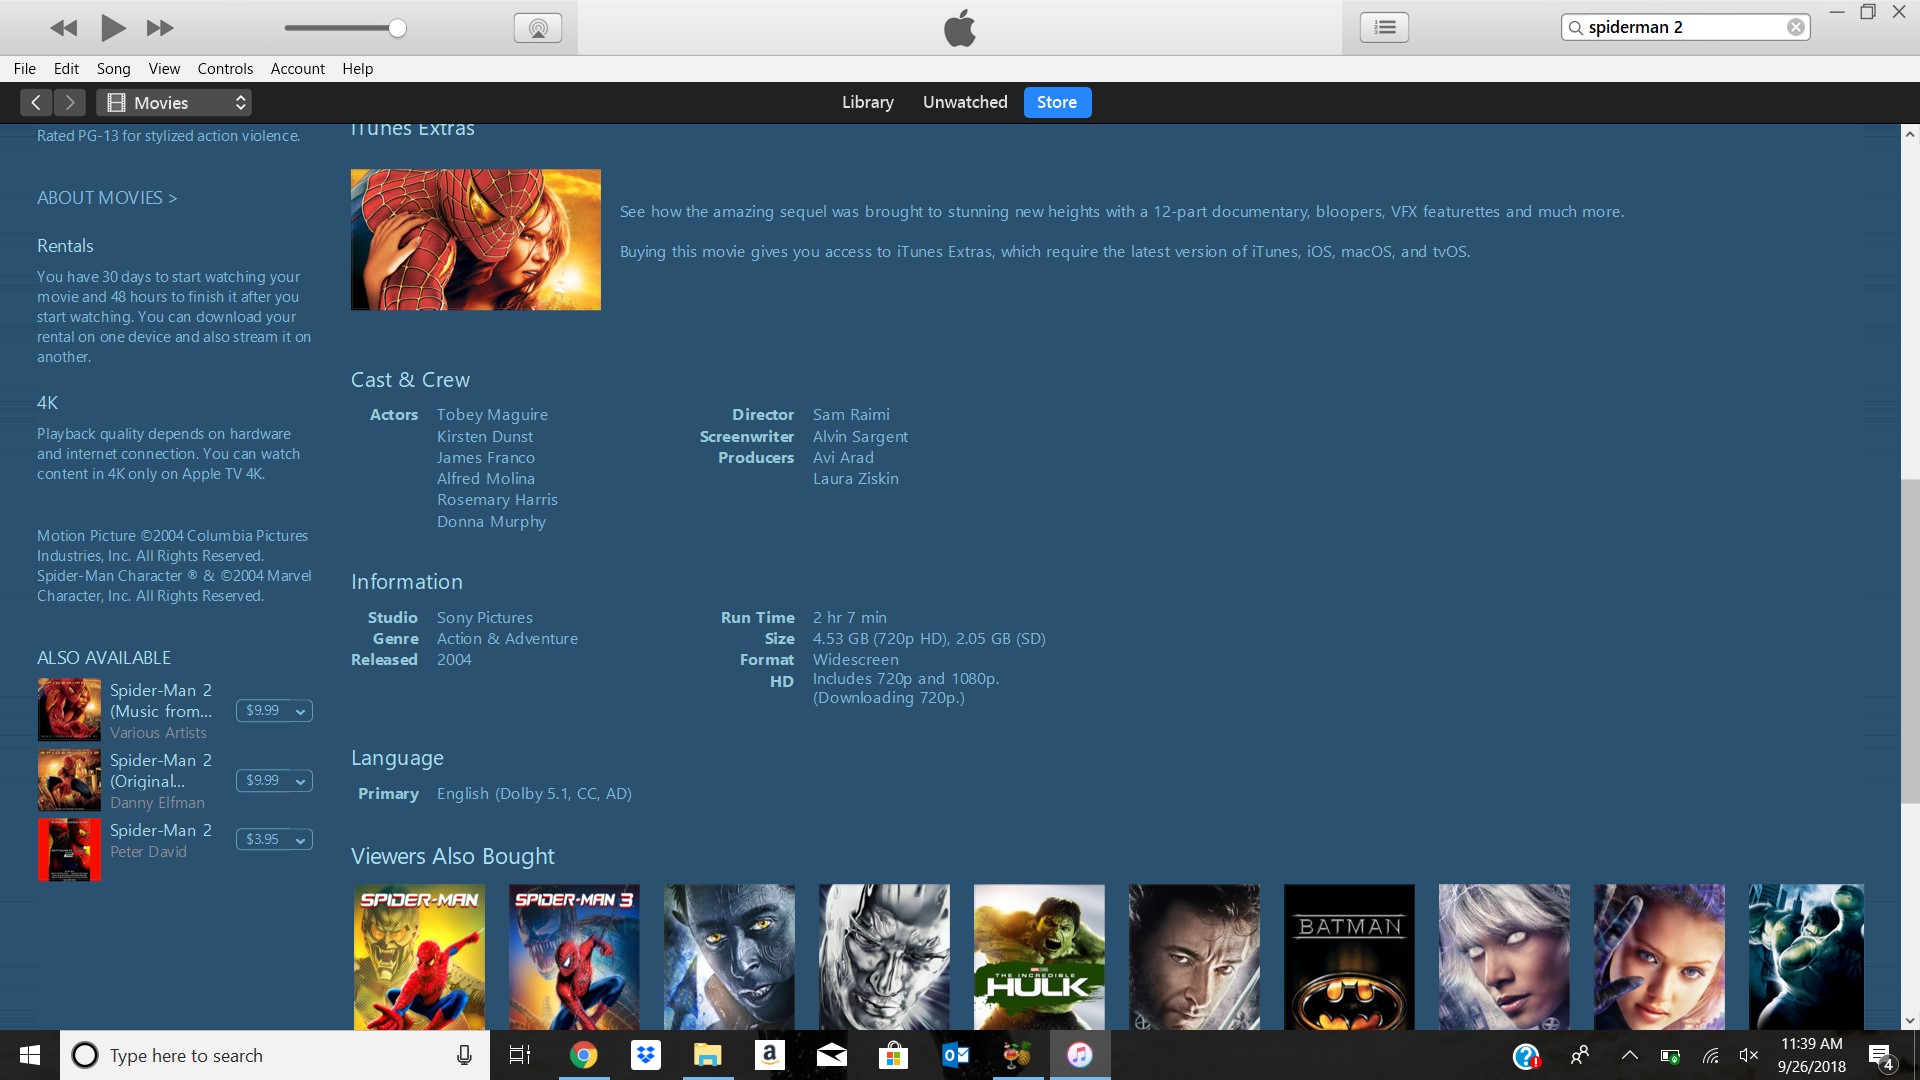 spiderman 2
File Edit Song View Controls Account Help
Movies
Library Unwatched Store
Rated PG-13 for stylized action violence.
ABOUT MOVIES >
Rentals
You have 30 days to start watching your
movie and 48 hours to finish it after you
start watching. You can download your
rental on one device and also stream it on
another.
4K
Playback quality depends on hardware
and internet connection. You can watch
content in 4K only on Apple TV 4K.
Motion Picture ©2004 Columbia Pictures
Industries, Inc. All Rights Reserved.
Spider-Man Character ® & ©2004 Marvel
Character, Inc. All Rights Reserved.
ALSO AVAILABLE
Spider-Man 2
(Music from...
Various Artists
$9.99
Spider-Man 2
(Original...
Danny Elfman
$9.99
Spider-Man 2
Peter David
$3.95
iTunes Extras
See how the amazing sequel was brought to stunning new heights with a 12-part documentary, bloopers, VFX featurettes and much more.
Buying this movie gives you access to iTunes Extras, which require the latest version of iTunes, iOS, macOS, and tvOS.
Cast & Crew
Actors Tobey Maguire
Kirsten Dunst
James Franco
Alfred Molina
Rosemary Harris
Donna Murphy
Director Sam Raimi
Screenwriter Alvin Sargent
Producers Avi Arad
Laura Ziskin
Information
Studio Sony Pictures
Genre Action & Adventure
Released 2004
Run Time 2 hr 7 min
Size 4.53 GB (720p HD), 2.05 GB (SD)
Format Widescreen
HD Includes 720p and 1080p.
(Downloading 720p.)
Language
Primary English (Dolby 5.1, CC, AD)
Viewers Also Bought
SPIDER-MAN
SPIDER-MAN 3
THE INCREDIBLE
HULK
BATMAN
Type here to search
11:39 AM
9/26/2018
4